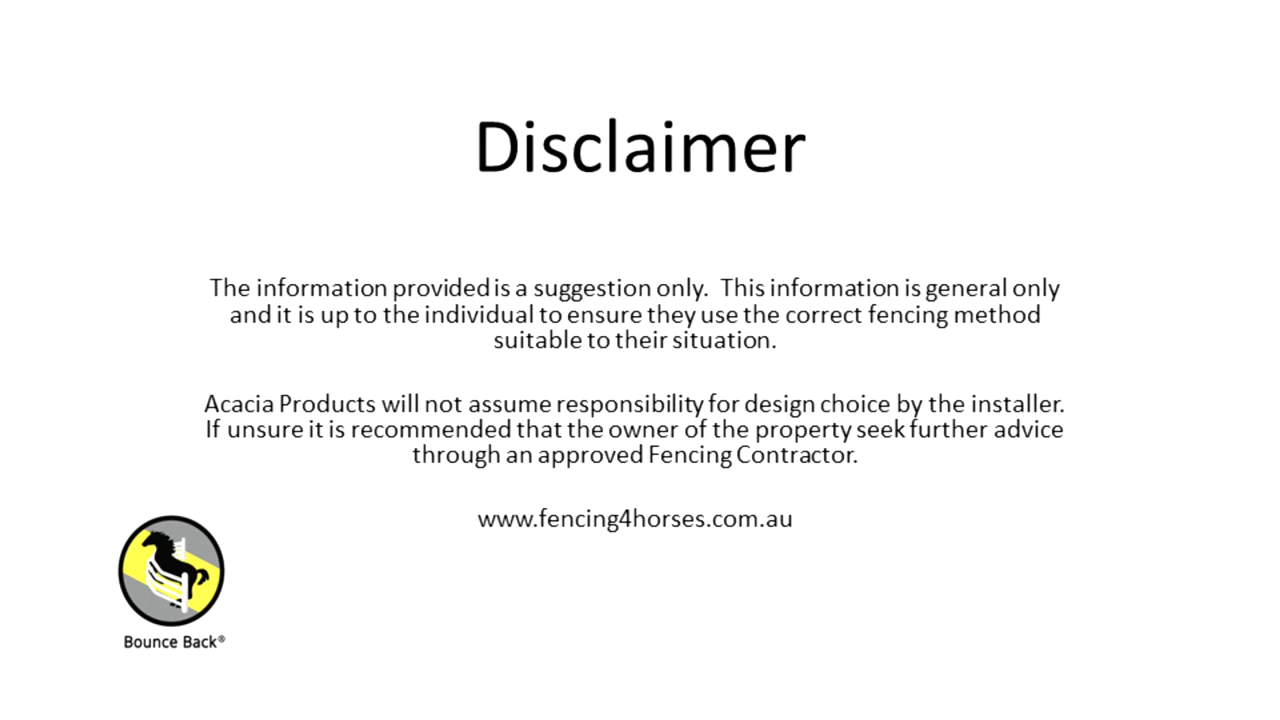 Disclaimer
The information provided is a suggestion only.  This information is general only
and it is up to the individual to ensure they use the correct fencing method
suitable to their situation.
Acacia Products will not assume responsibility for design choice by the installer.
If unsure it is recommended that the owner of the property seek further advice
through an approved Fencing Contractor.
www.fencing4horses.com.au
Bounce Back®